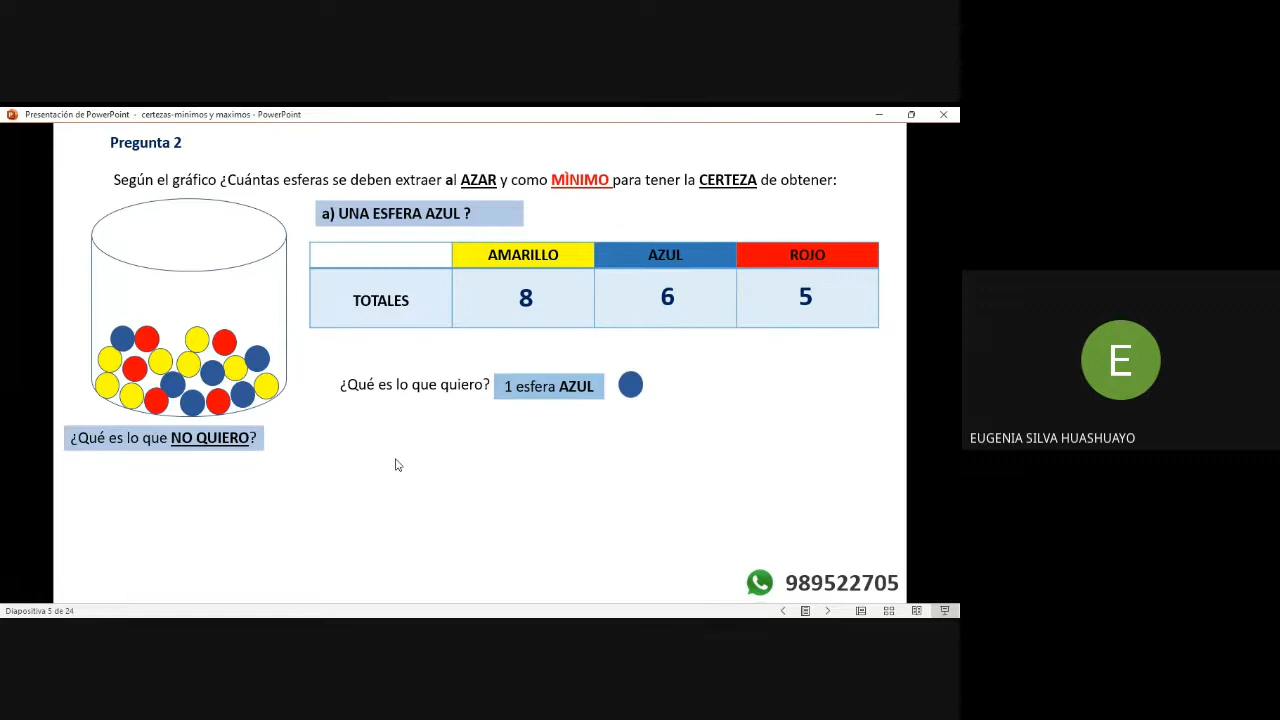 Presentación de PowerPoint - certezas-minimos y maximos - PowerPoint
Pregunta 2
Según el gráfico ¿Cuántas esferas se deben extraer al AZAR y como MÌNIMO para tener la CERTEZA de obtener:
a) UNA ESFERA AZUL ?
AMARILLO AZUL ROJO
TOTALES 8 6 5
¿Qué es lo que quiero? 1 esfera AZUL
¿Qué es lo que NO QUIERO?
E
EUGENIA SILVA HUASHUAYO
989522705
Diapositiva 5 de 24